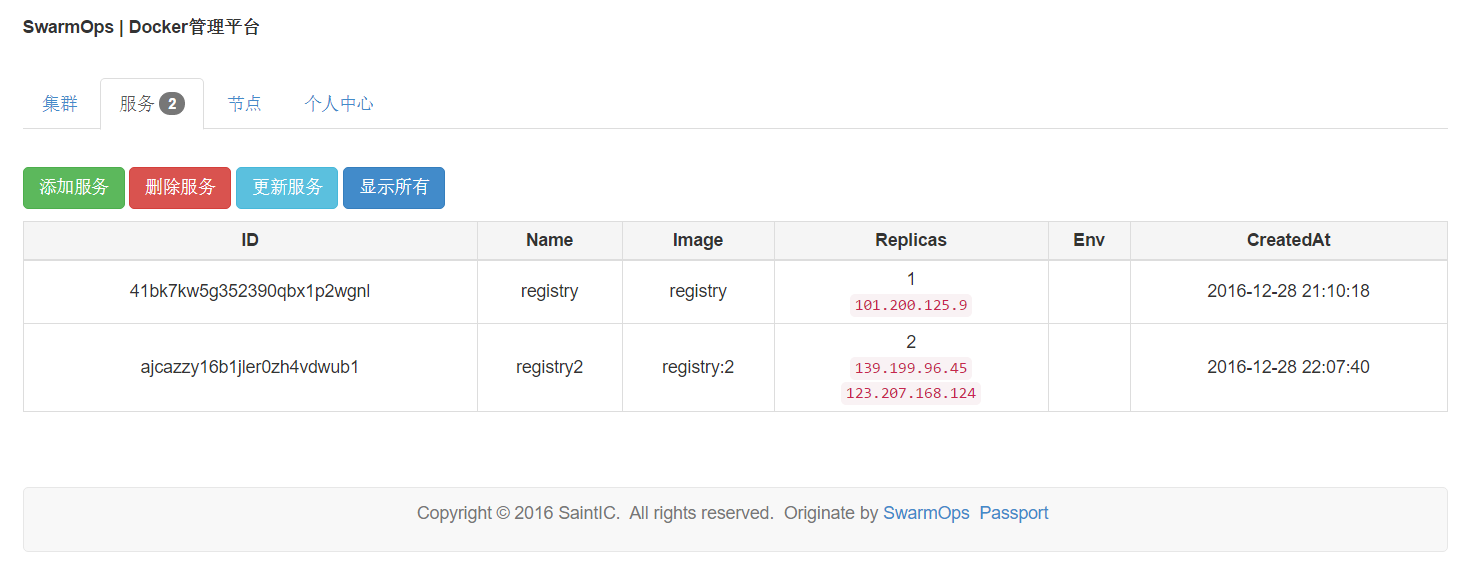 SwarmOps | Docker管理平台
集群 服务 2 节点 个人中心
添加服务 删除服务 更新服务 显示所有
ID Name Image Replicas Env CreatedAt
41bk7kw5g352390qbx1p2wgnl registry registry 1 2016-12-28 21:10:18
101.200.125.9
ajcazzy16b1jler0zh4vdwub1 registry2 registry:2 2 2016-12-28 22:07:40
139.199.96.45
123.207.168.124
Copyright © 2016 SaintIC. All rights reserved. Originate by SwarmOps Passport